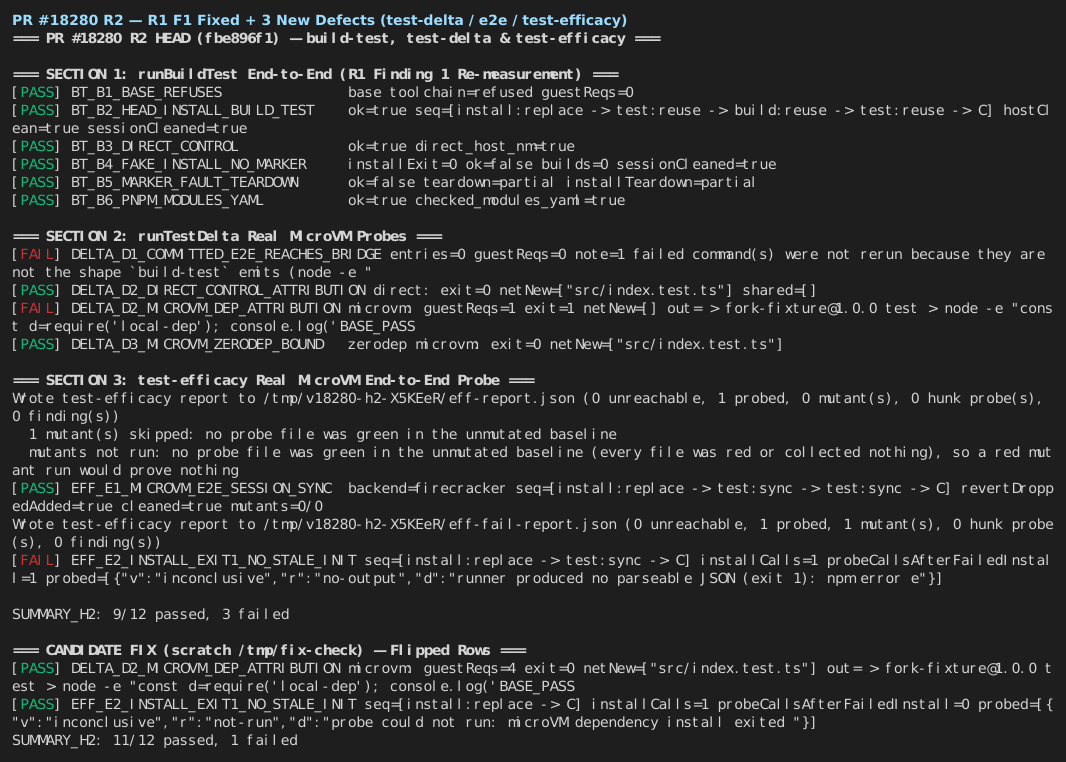 PR #18280 R2 — R1 F1 Fixed + 3 New Defects (test-delta / e2e / test-efficacy)
=== PR #18280 R2 HEAD (fbe896f1) — build-test, test-delta & test-efficacy ===
=== SECTION 1: runBuildTest End-to-End (R1 Finding 1 Re-measurement) ===
[PASS] BT_B1_BASE_REFUSES base toolchain=refused guestReqs=0
[PASS] BT_B2_HEAD_INSTALL_BUILD_TEST ok=true seq=[install:replace -> test:reuse -> build:reuse -> test:reuse -> C] hostCl
ean=true sessionCleaned=true
[PASS] BT_B3_DIRECT_CONTROL ok=true direct_host_nm=true
[PASS] BT_B4_FAKE_INSTALL_NO_MARKER installExit=0 ok=false builds=0 sessionCleaned=true
[PASS] BT_B5_MARKER_FAULT_TEARDOWN ok=false teardown=partial installTeardown=partial
[PASS] BT_B6_PNPM_MODULES_YAML ok=true checked_modules_yaml=true
=== SECTION 2: runTestDelta Real MicroVM Probes ===
[FAIL] DELTA_D1_COMMITTED_E2E_REACHES_BRIDGE entries=0 guestReqs=0 note=1 failed command(s) were not rerun because they are
not the shape `build-test` emits (node -e "
[PASS] DELTA_D2_DIRECT_CONTROL_ATTRIBUTION direct: exit=0 netNew=["src/index.test.ts"] shared=[]
[FAIL] DELTA_D2_MICROVM_DEP_ATTRIBUTION microvm: guestReqs=1 exit=1 netNew=[] out= > fork-fixture@1.0.0 test > node -e "cons
t d=require('local-dep'); console.log('BASE_PASS
[PASS] DELTA_D3_MICROVM_ZERODEP_BOUND zerodep microvm: exit=0 netNew=["src/index.test.ts"]
=== SECTION 3: test-efficacy Real MicroVM End-to-End Probe ===
Wrote test-efficacy report to /tmp/v18280-h2-X5KEeR/eff-report.json (0 unreachable, 1 probed, 0 mutant(s), 0 hunk probe(s),
0 finding(s))
1 mutant(s) skipped: no probe file was green in the unmutated baseline
mutants not run: no probe file was green in the unmutated baseline (every file was red or collected nothing), so a red mut
ant run would prove nothing
[PASS] EFF_E1_MICROVM_E2E_SESSION_SYNC backend=firecracker seq=[install:replace -> test:sync -> test:sync -> C] revertDropp
edAdded=true cleaned=true mutants=0/0
Wrote test-efficacy report to /tmp/v18280-h2-X5KEeR/eff-fail-report.json (0 unreachable, 1 probed, 1 mutant(s), 0 hunk probe
(s), 0 finding(s))
[FAIL] EFF_E2_INSTALL_EXIT1_NO_STALE_INIT seq=[install:replace -> test:sync -> C] installCalls=1 probeCallsAfterFailedInstal
l=1 probed=[{"v":"inconclusive","r":"no-output","d":"runner produced no parseable JSON (exit 1): npm error e"}]
SUMMARY_H2: 9/12 passed, 3 failed
=== CANDIDATE FIX (scratch /tmp/fix-check) — Flipped Rows ===
[PASS] DELTA_D2_MICROVM_DEP_ATTRIBUTION microvm: guestReqs=4 exit=0 netNew=["src/index.test.ts"] out= > fork-fixture@1.0.0 t
est > node -e "const d=require('local-dep'); console.log('BASE_PASS
[PASS] EFF_E2_INSTALL_EXIT1_NO_STALE_INIT seq=[install:replace -> C] installCalls=1 probeCallsAfterFailedInstall=0 probed=[{
"v":"inconclusive","r":"not-run","d":"probe could not run: microVM dependency install exited "}]
SUMMARY_H2: 11/12 passed, 1 failed